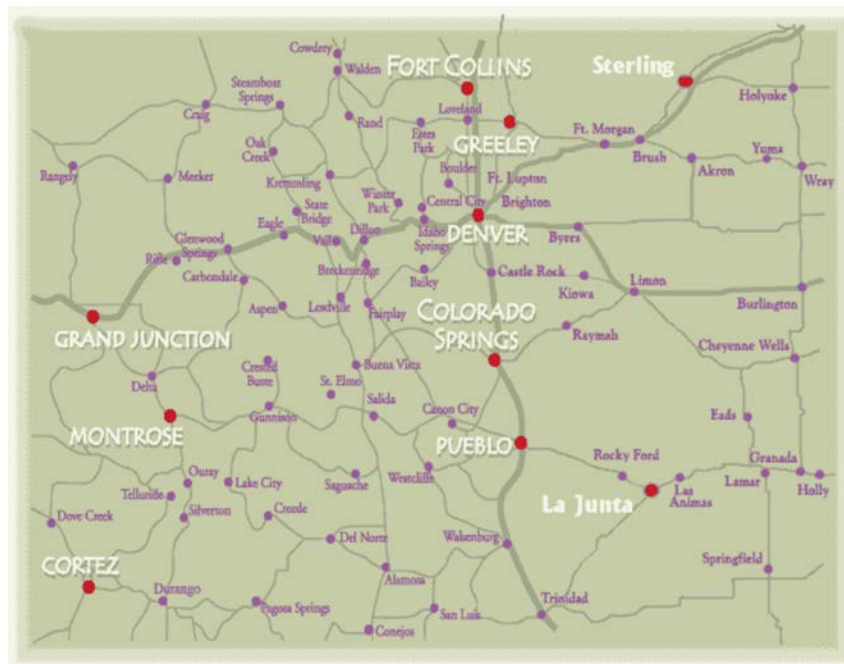 Cowdrey
Walden
FORT COLLINS
Sterling
Steamboat
Springs
Craig
Rand
Loveland
Estes
Park
GREELEY
Holyoke
Ft. Morgan
Brush
Yuma
Akron
Wray
Oak
Creek
Boulder
Ft. Lupton
Rangely
Meeker
Kremmling
Winter
Park
Central City
Brighton
State
Bridge
Eagle
Vail
Dillon
Idaho
Springs
DENVER
Byers
Glenwood
Springs
Rifle
Carbondale
Breckenridge
Bailey
Castle Rock
Kiowa
Limon
Burlington
Aspen
Leadville
Fairplay
COLORADO
SPRINGS
Raymah
GRAND JUNCTION
Cheyenne Wells
Delta
Crested
Butte
St. Elmo
Buena Vista
Gunnison
Salida
Canon City
Eads
MONTROSE
PUEBLO
Rocky Ford
Granada
Ouray
Lake City
Saguache
Westcliffe
Lamar
Holly
Telluride
Silverton
Creede
La Junta
Las
Animas
Dove Creek
Del Norte
Walsenburg
CORTEZ
Alamosa
Springfield
Durango
Pagosa Springs
San Luis
Trinidad
Conejos